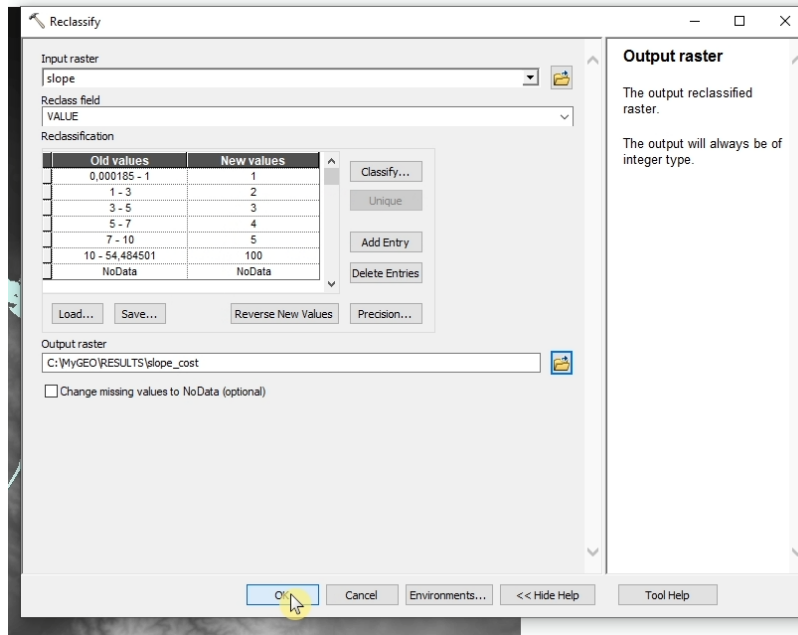 Reclassify
Input raster
slope
Reclass field
VALUE
Reclassification
Old values New values
0,000185 - 1 1
1 - 3 2
3 - 5 3
5 - 7 4
7 - 10 5
10 - 54,484501 100
NoData NoData
Classify...
Unique
Add Entry
Delete Entries
Load... Save... Reverse New Values Precision...
Output raster
C:\MyGEO\RESULTS\slope_cost
Change missing values to NoData (optional)
OK Cancel Environments... << Hide Help Tool Help
Output raster
The output reclassified
raster.
The output will always be of
integer type.